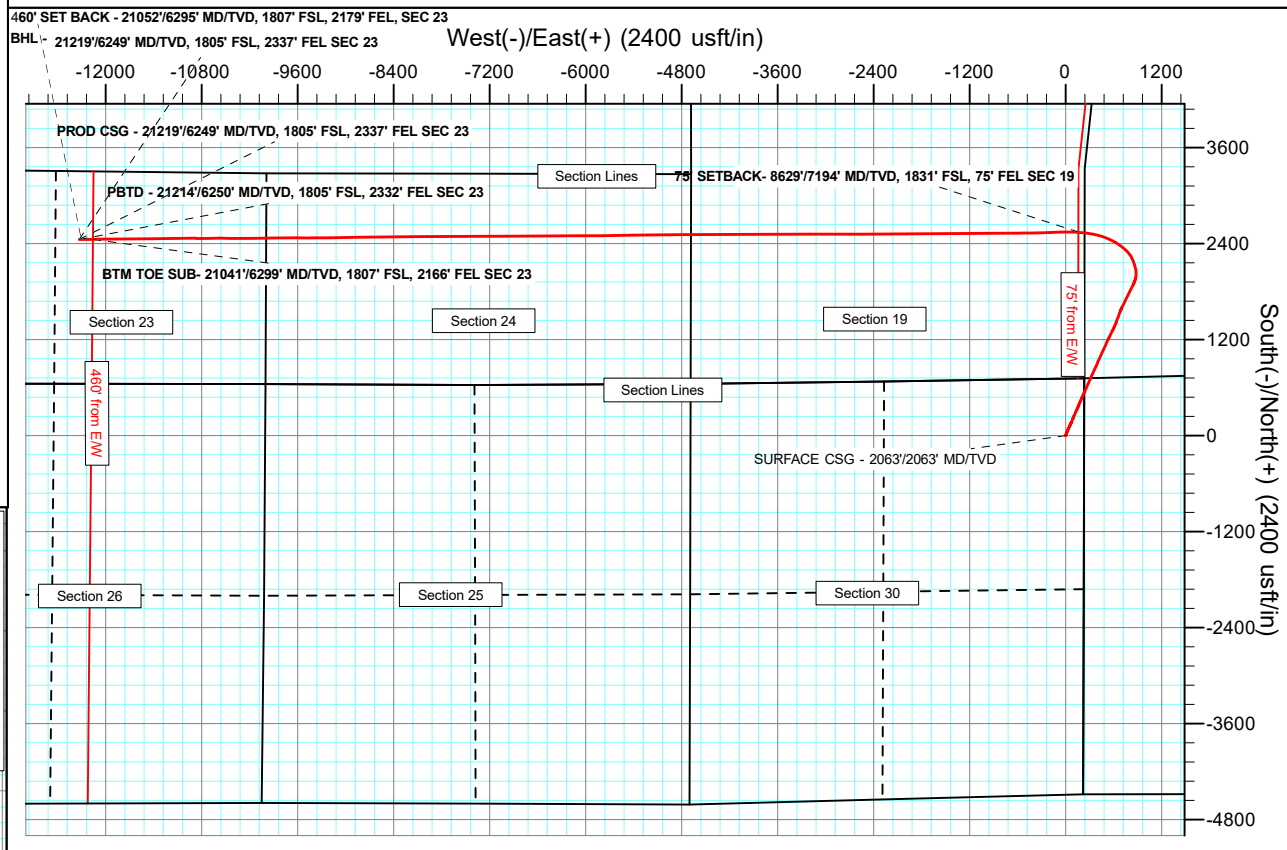 460' SET BACK - 21052'/6295' MD/TVD, 1807' FSL, 2179' FEL, SEC 23
BHL - 21219'/6249' MD/TVD, 1805' FSL, 2337' FEL SEC 23
West(-)/East(+) (2400 usft/in)
-12000 -10800 -9600 -8400 -7200 -6000 -4800 -3600 -2400 -1200 0 1200
PROD CSG - 21219'/6249' MD/TVD, 1805' FSL, 2337' FEL SEC 23
3600
Section Lines
75' SETBACK- 8629'/7194' MD/TVD, 1831' FSL, 75' FEL SEC 19
PBTD - 21214'/6250' MD/TVD, 1805' FSL, 2332' FEL SEC 23
2400
BTM TOE SUB- 21041'/6299' MD/TVD, 1807' FSL, 2166' FEL SEC 23
75' from E/W
Section 23
Section 24
Section 19
1200
460' from E/W
Section Lines
0
SURFACE CSG - 2063'/2063' MD/TVD
South(-)/North(+) (2400 usft/in)
-1200
Section 26
Section 25
Section 30
-2400
-3600
-4800